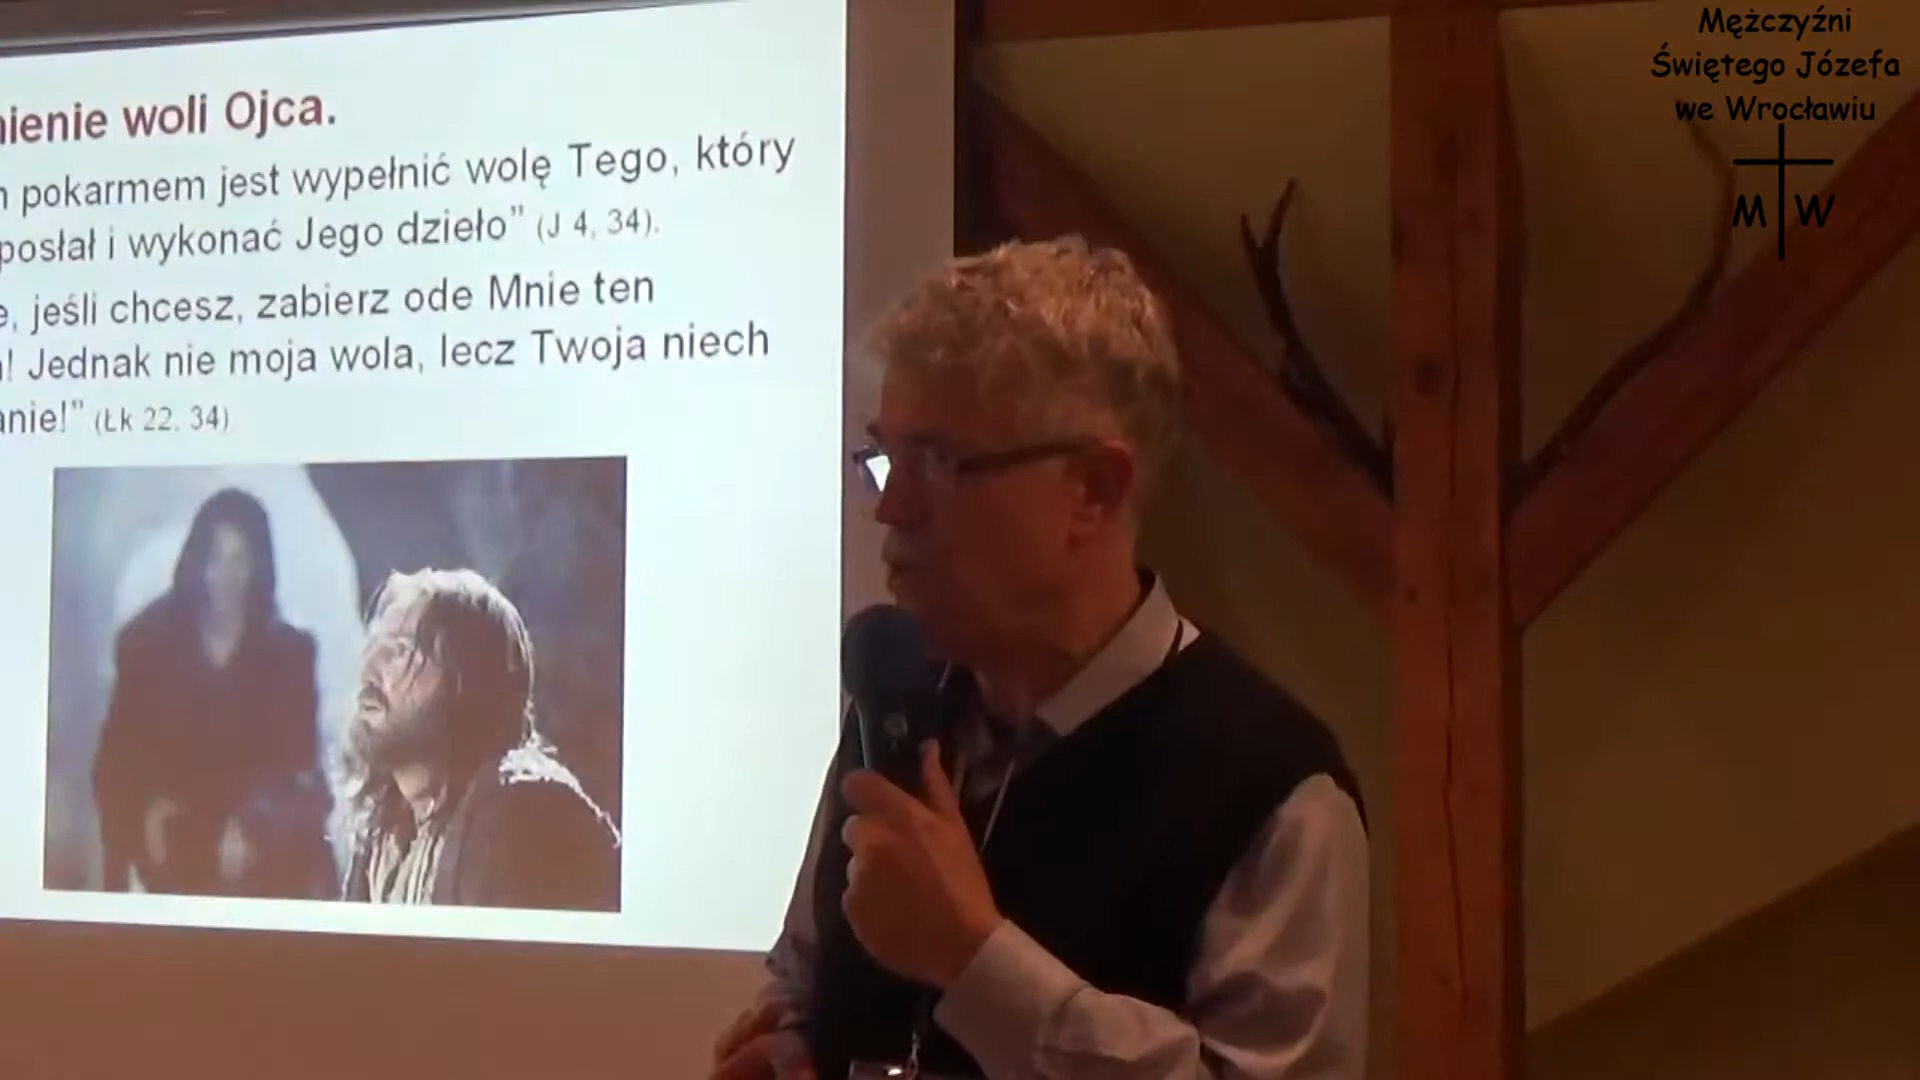 Mężczyźni
Świętego Józefa
we Wrocławiu
M W
nienie woli Ojca.
pokarmem jest wypełnić wolę Tego, który
posłał i wykonać Jego dzieło" (J 4, 34).
e, jeśli chcesz, zabierz ode Mnie ten
! Jednak nie moja wola, lecz Twoja niech
anie!" (Łk 22, 34)